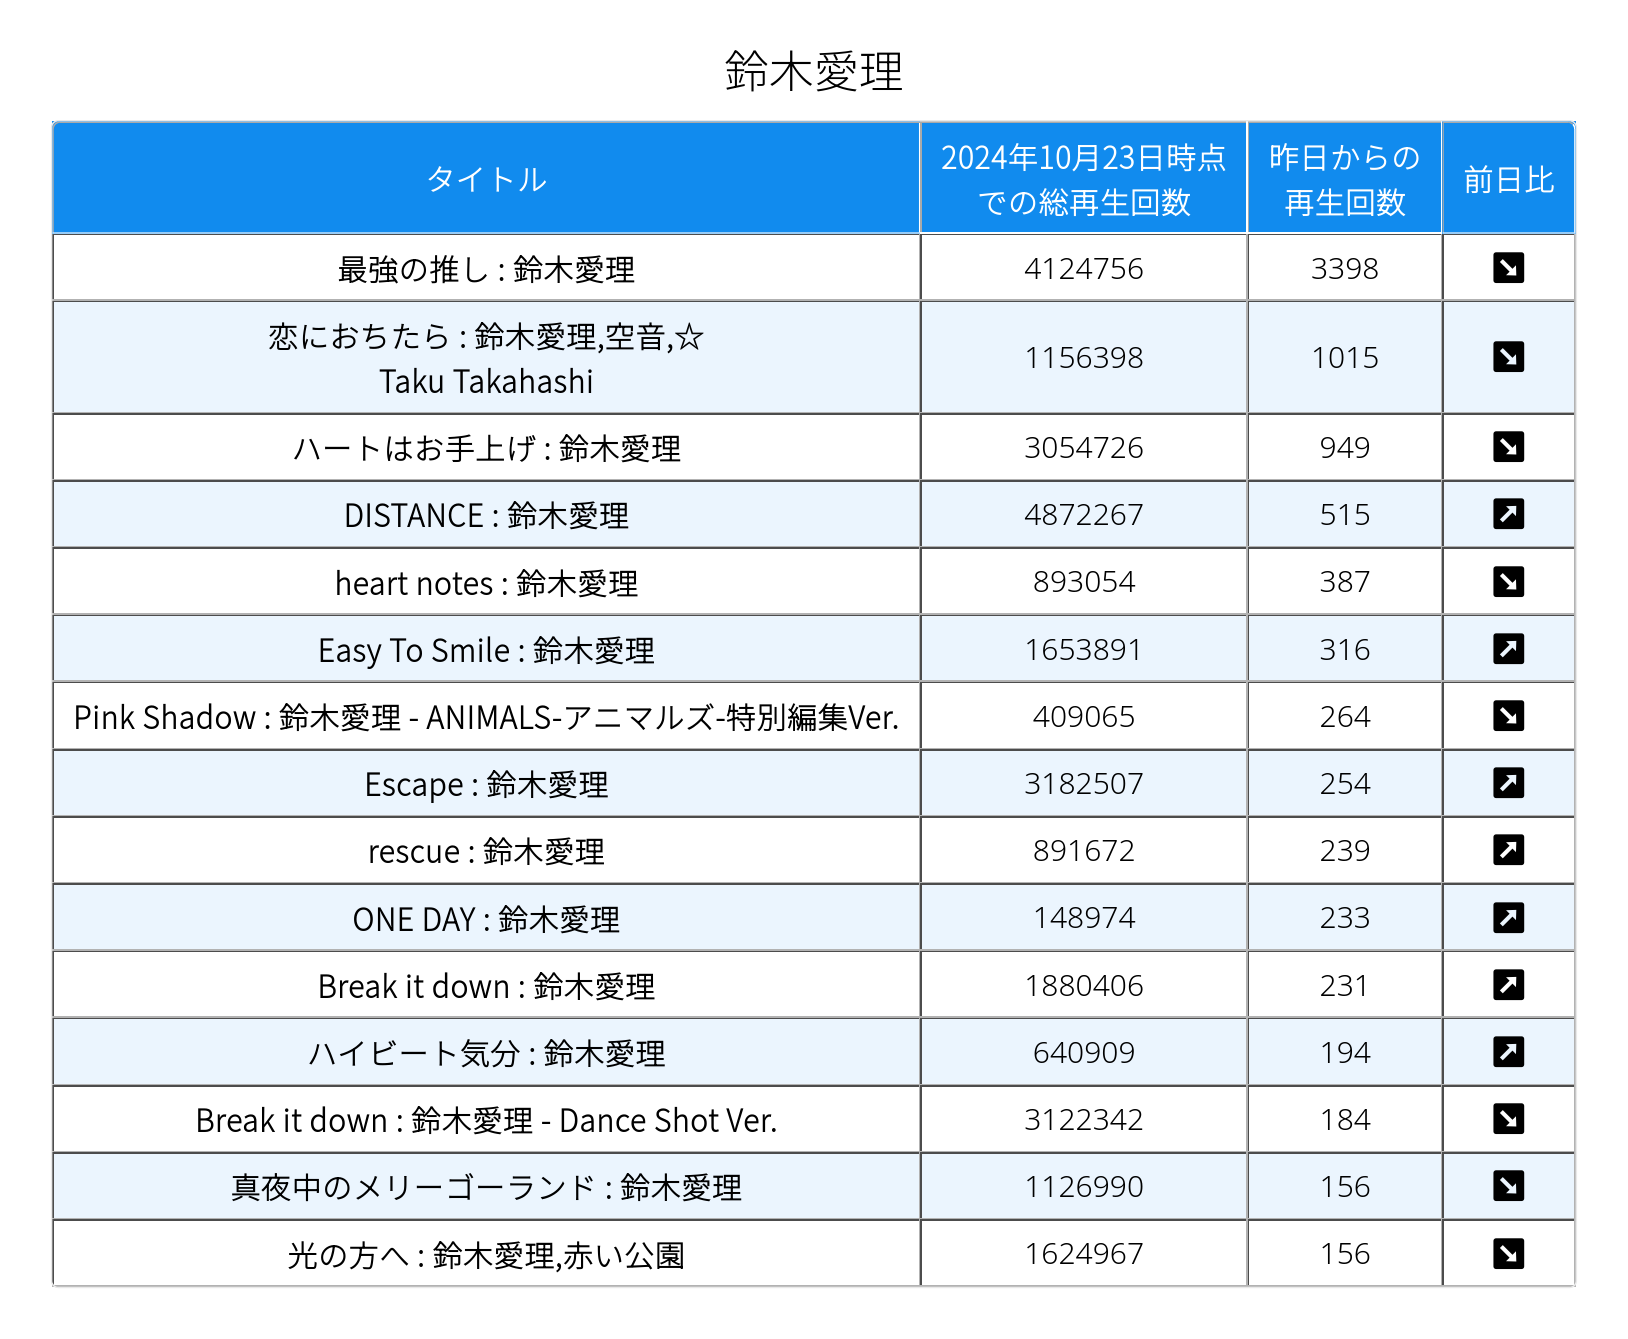 鈴木愛理
タイトル
2024年10月23日時点
での総再生回数
昨日からの
再生回数
前日比
最強の推し : 鈴木愛理 4124756 3398
恋におちたら : 鈴木愛理,空音,☆
Taku Takahashi
1156398 1015
ハートはお手上げ : 鈴木愛理 3054726 949
DISTANCE : 鈴木愛理 4872267 515
heart notes : 鈴木愛理 893054 387
Easy To Smile : 鈴木愛理 1653891 316
Pink Shadow : 鈴木愛理 - ANIMALS-アニマルズ-特別編集Ver. 409065 264
Escape : 鈴木愛理 3182507 254
rescue : 鈴木愛理 891672 239
ONE DAY : 鈴木愛理 148974 233
Break it down : 鈴木愛理 1880406 231
ハイビート気分 : 鈴木愛理 640909 194
Break it down : 鈴木愛理 - Dance Shot Ver. 3122342 184
真夜中のメリーゴーランド : 鈴木愛理 1126990 156
光の方へ : 鈴木愛理,赤い公園 1624967 156